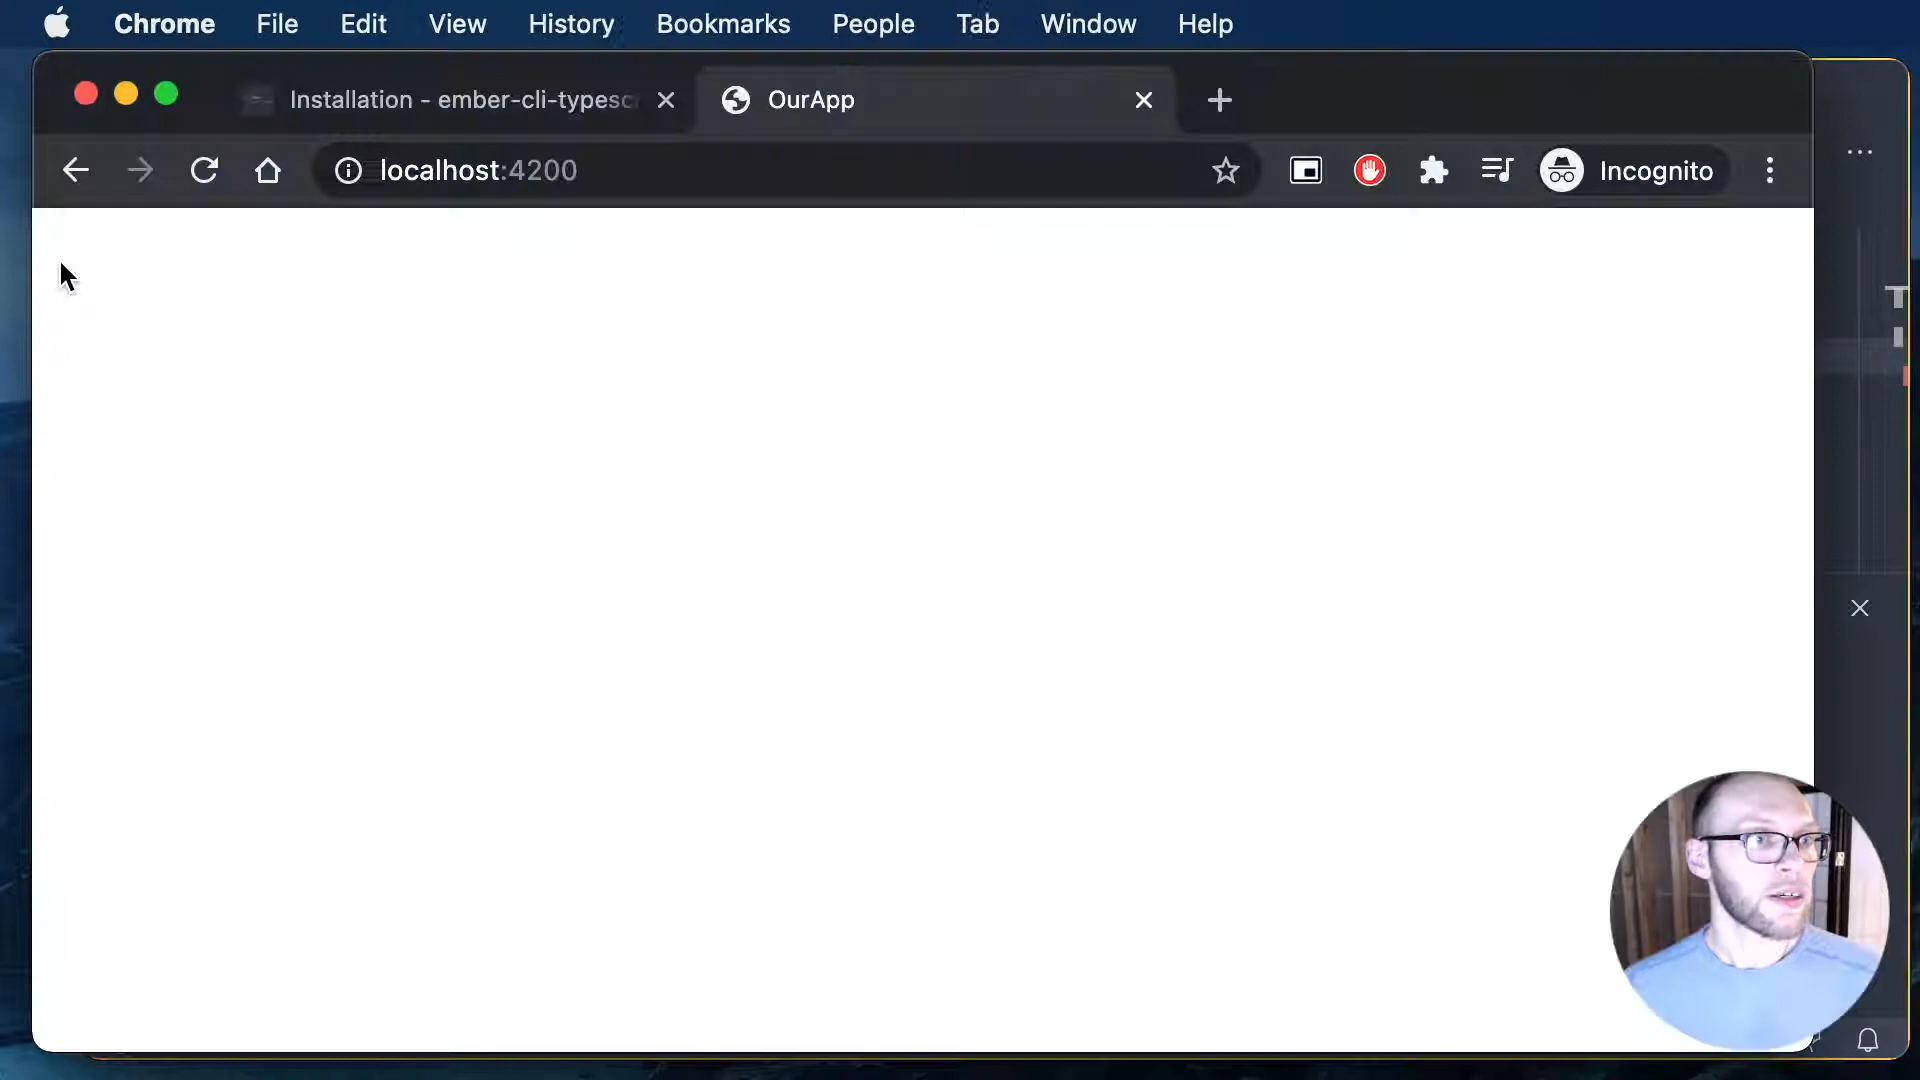 Chrome File Edit View History Bookmarks People Tab Window Help
Installation - ember-cli-typesc
OurApp
localhost:4200
Incognito